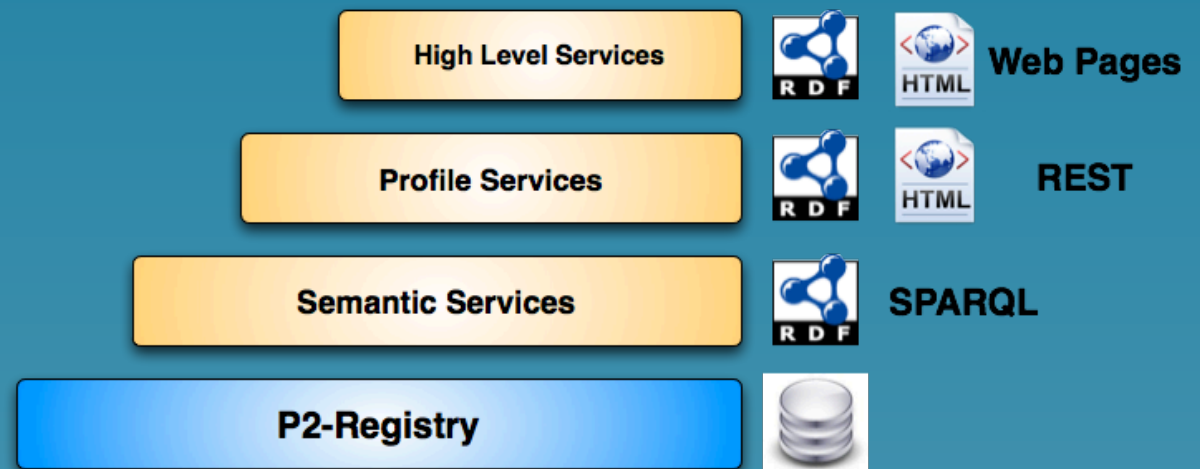 High Level Services
RDF
< >
HTML
Web Pages
Profile Services
RDF
< >
HTML
REST
Semantic Services
RDF
SPARQL
P2-Registry